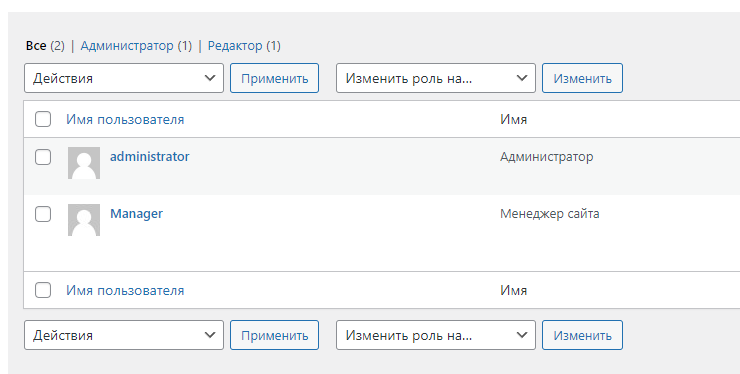 Все (2) | Администратор (1) | Редактор (1)
Действия Применить Изменить роль на... Изменить
Имя пользователя Имя
administrator Администратор
Manager Менеджер сайта
Имя пользователя Имя
Действия Применить Изменить роль на... Изменить